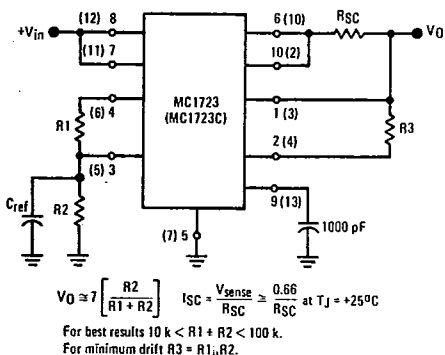 (12) 8
+Vin
(11) 7
(6) 4
R1
(5) 3
Cref
R2
MC1723
(MC1723C)
(7) 5
6 (10)
RSC
VO
10 (2)
1 (3)
R3
2 (4)
9 (13)
1000 pF
VO ≅ 7 [ R2 / R1 + R2 ] ISC ≈ Vsense / RSC ≅ 0.66 / RSC at TJ = +25°C
For best results 10 k < R1 + R2 < 100 k.
For minimum drift R3 = R1||R2.